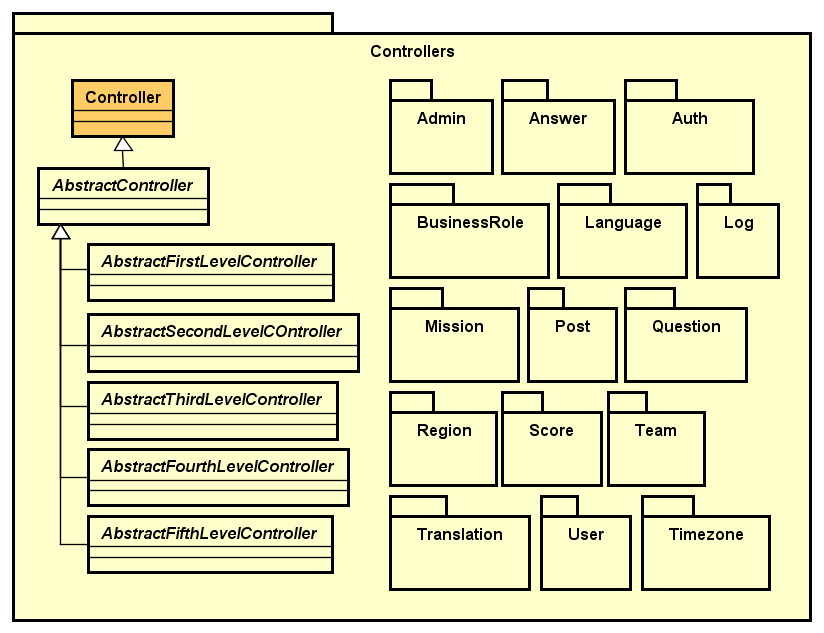 Controllers
Controller
AbstractController
AbstractFirstLevelController
AbstractSecondLevelCOntroller
AbstractThirdLevelController
AbstractFourthLevelController
AbstractFifthLevelController
Admin
Answer
Auth
BusinessRole
Language
Log
Mission
Post
Question
Region
Score
Team
Translation
User
Timezone